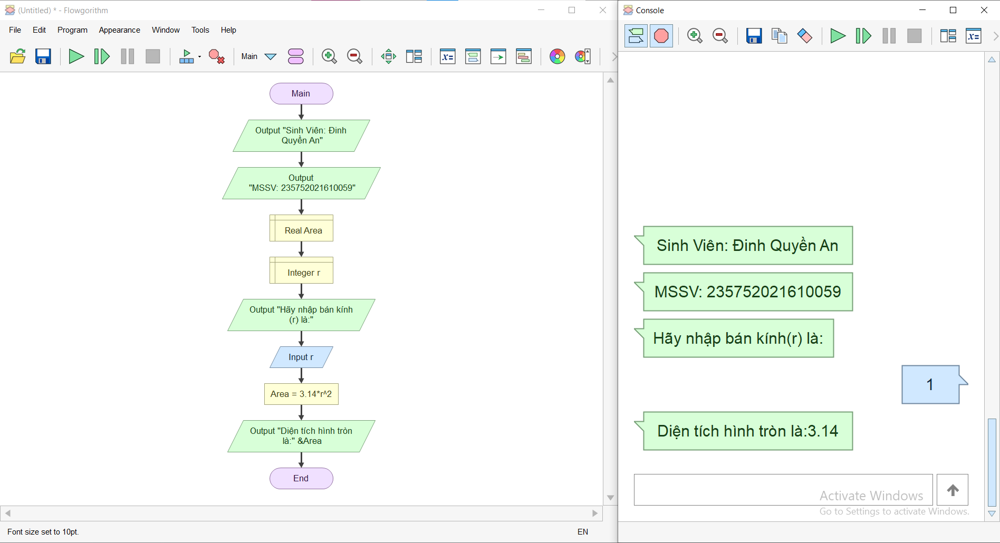 (Untitled) * - Flowgorithm
File Edit Program Appearance Window Tools Help
Main
Main
Output "Sinh Viên: Đinh
Quyền An"
Output
"MSSV: 235752021610059"
Real Area
Integer r
Output "Hãy nhập bán kính
(r) là:"
Input r
Area = 3.14*r^2
Output "Diện tích hình tròn
là:" &Area
End
Font size set to 10pt.
EN
Console
Sinh Viên: Đinh Quyền An
MSSV: 235752021610059
Hãy nhập bán kính(r) là:
1
Diện tích hình tròn là:3.14
Activate Windows
Go to Settings to activate Windows.